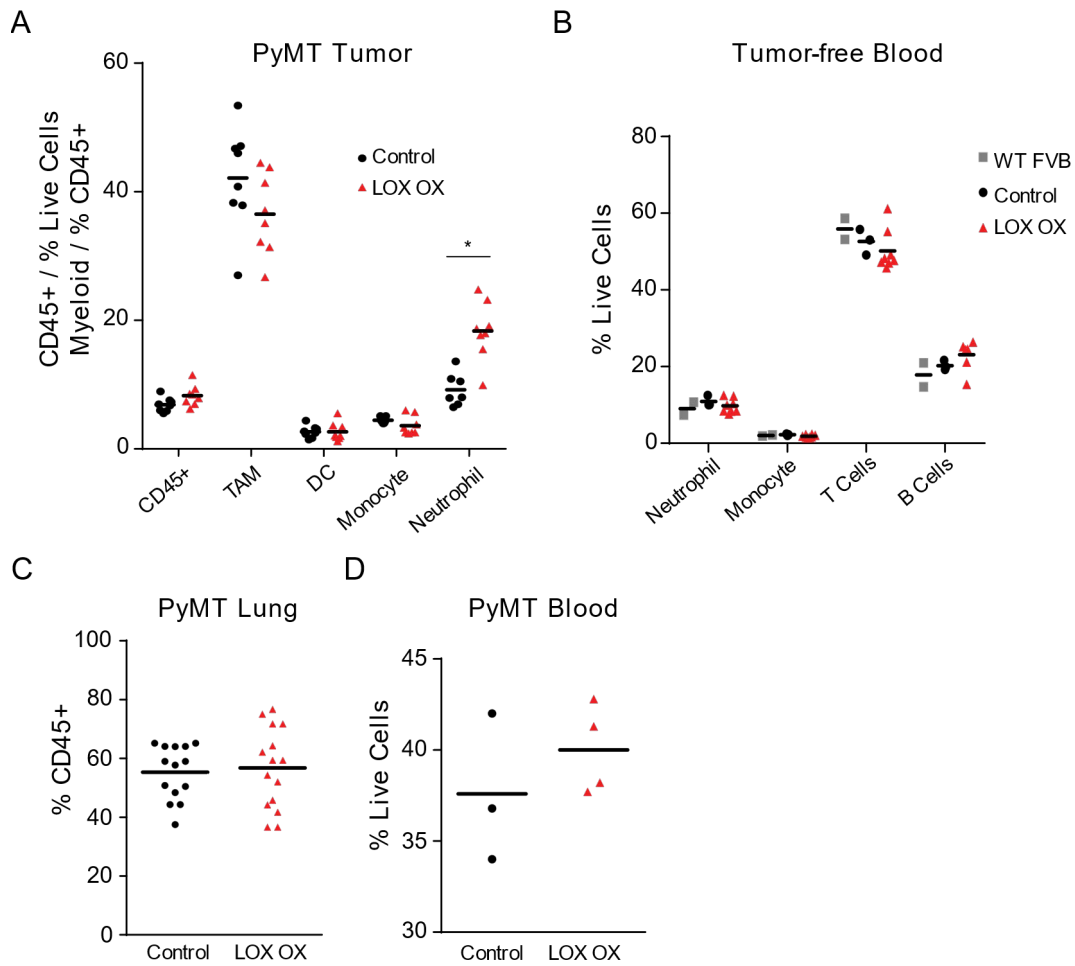 A
PyMT Tumor
60
40
20
0
CD45+ / % Live Cells
Myeloid / % CD45+
Control
LOX OX
*
CD45+
TAM
DC
Monocyte
Neutrophil
B
Tumor-free Blood
80
60
40
20
0
% Live Cells
WT FVB
Control
LOX OX
Neutrophil
Monocyte
T Cells
B Cells
C
PyMT Lung
100
80
60
40
20
0
% CD45+
Control
LOX OX
D
PyMT Blood
45
40
35
30
% Live Cells
Control
LOX OX